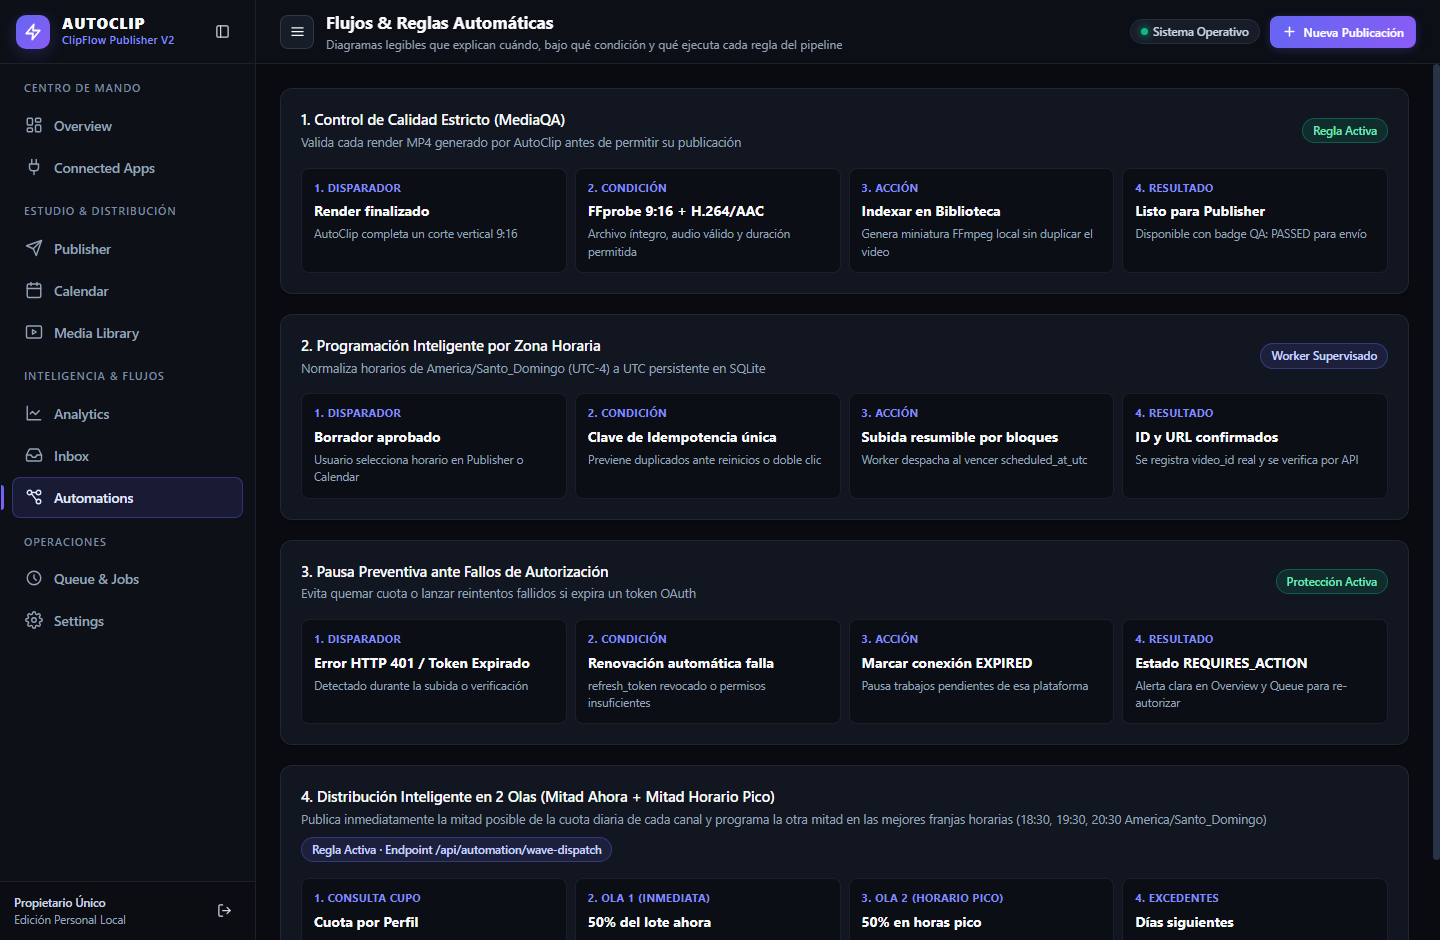 AUTOCLIP
ClipFlow Publisher V2
CENTRO DE MANDO
Overview
Connected Apps
ESTUDIO & DISTRIBUCIÓN
Publisher
Calendar
Media Library
INTELIGENCIA & FLUJOS
Analytics
Inbox
Automations
OPERACIONES
Queue & Jobs
Settings
Propietario Único
Edición Personal Local
Flujos & Reglas Automáticas
Diagramas legibles que explican cuándo, bajo qué condición y qué ejecuta cada regla del pipeline
Sistema Operativo
+ Nueva Publicación
1. Control de Calidad Estricto (MediaQA)
Valida cada render MP4 generado por AutoClip antes de permitir su publicación
Regla Activa
1. DISPARADOR
Render finalizado
AutoClip completa un corte vertical 9:16
2. CONDICIÓN
FFprobe 9:16 + H.264/AAC
Archivo íntegro, audio válido y duración
permitida
3. ACCIÓN
Indexar en Biblioteca
Genera miniatura FFmpeg local sin duplicar el
video
4. RESULTADO
Listo para Publisher
Disponible con badge QA: PASSED para envío
2. Programación Inteligente por Zona Horaria
Normaliza horarios de America/Santo_Domingo (UTC-4) a UTC persistente en SQLite
Worker Supervisado
1. DISPARADOR
Borrador aprobado
Usuario selecciona horario en Publisher o
Calendar
2. CONDICIÓN
Clave de Idempotencia única
Previene duplicados ante reinicios o doble clic
3. ACCIÓN
Subida resumible por bloques
Worker despacha al vencer scheduled_at_utc
4. RESULTADO
ID y URL confirmados
Se registra video_id real y se verifica por API
3. Pausa Preventiva ante Fallos de Autorización
Evita quemar cuota o lanzar reintentos fallidos si expira un token OAuth
Protección Activa
1. DISPARADOR
Error HTTP 401 / Token Expirado
Detectado durante la subida o verificación
2. CONDICIÓN
Renovación automática falla
refresh_token revocado o permisos
insuficientes
3. ACCIÓN
Marcar conexión EXPIRED
Pausa trabajos pendientes de esa plataforma
4. RESULTADO
Estado REQUIRES_ACTION
Alerta clara en Overview y Queue para re-
autorizar
4. Distribución Inteligente en 2 Olas (Mitad Ahora + Mitad Horario Pico)
Publica inmediatamente la mitad posible de la cuota diaria de cada canal y programa la otra mitad en las mejores franjas horarias (18:30, 19:30, 20:30 America/Santo_Domingo)
Regla Activa · Endpoint /api/automation/wave-dispatch
1. CONSULTA CUPO
Cuota por Perfil
2. OLA 1 (INMEDIATA)
50% del lote ahora
3. OLA 2 (HORARIO PICO)
50% en horas pico
4. EXCEDENTES
Días siguientes